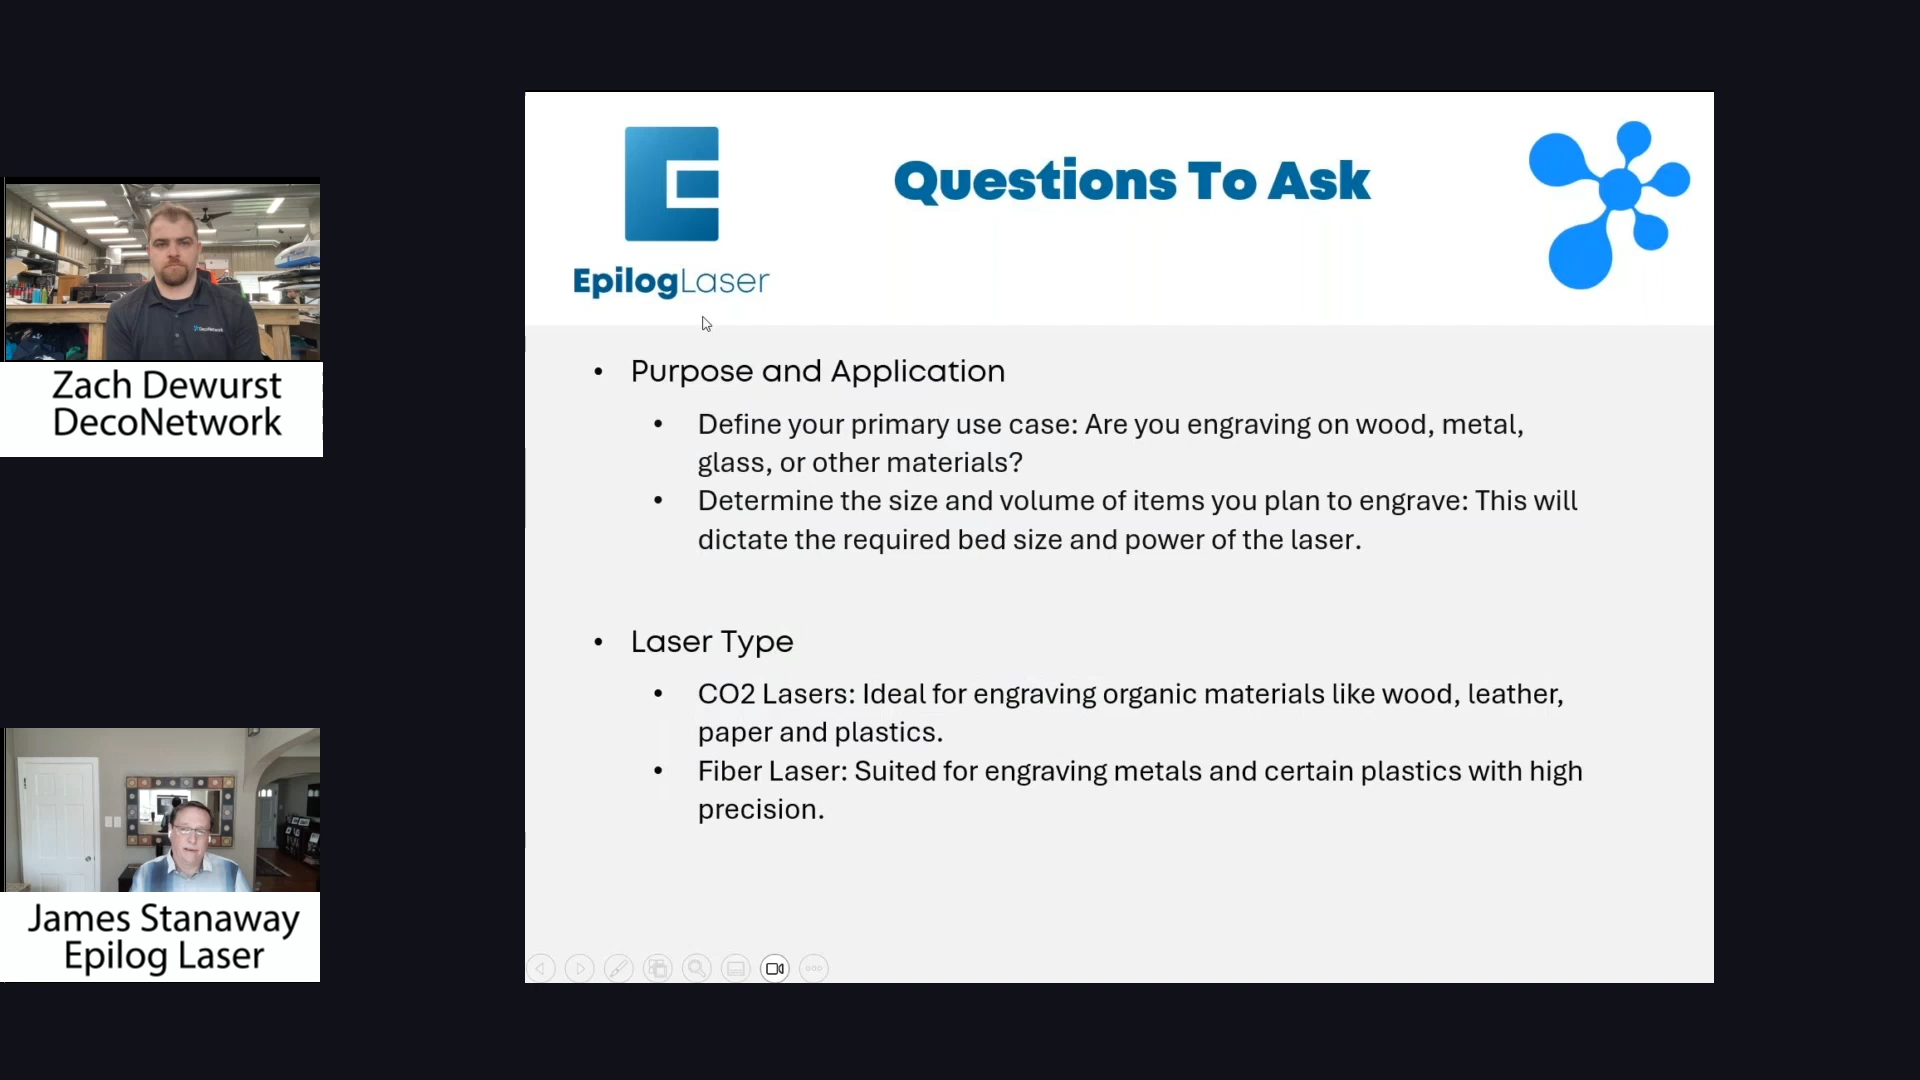 Epilog Laser
Questions To Ask
• Purpose and Application
• Define your primary use case: Are you engraving on wood, metal,
glass, or other materials?
• Determine the size and volume of items you plan to engrave: This will
dictate the required bed size and power of the laser.
• Laser Type
• CO2 Lasers: Ideal for engraving organic materials like wood, leather,
paper and plastics.
• Fiber Laser: Suited for engraving metals and certain plastics with high
precision.
DecoNetwork
Zach Dewurst
DecoNetwork
James Stanaway
Epilog Laser